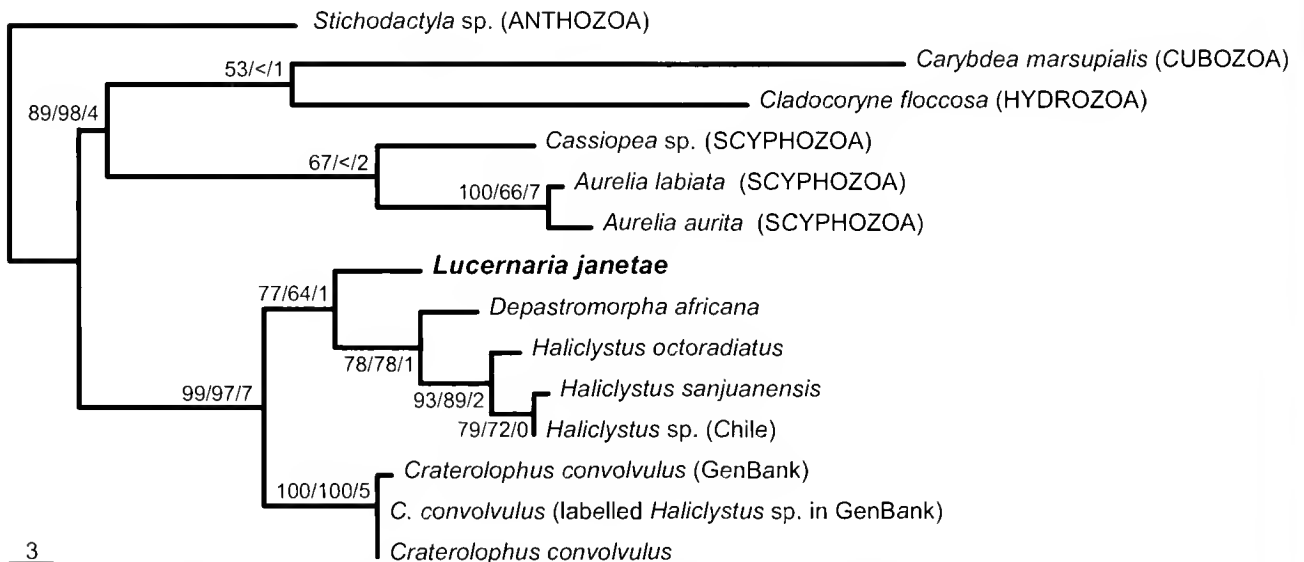 Stichodactyla sp. (ANTHOZOA)
53/</1
Carybdea marsupialis (CUBOZOA)
Cladocoryne floccosa (HYDROZOA)
89/98/4
Cassiopea sp. (SCYPHOZOA)
67/</2
100/66/7
Aurelia labiata (SCYPHOZOA)
Aurelia aurita (SCYPHOZOA)
Lucernaria janetae
77/64/1
Depastromorpha africana
78/78/1
Haliclystus octoradiatus
99/97/7
93/89/2
Haliclystus sanjuanensis
79/72/0
Haliclystus sp. (Chile)
Craterolophus convolvulus (GenBank)
100/100/5
C. convolvulus (labelled Haliclystus sp. in GenBank)
Craterolophus convolvulus
3